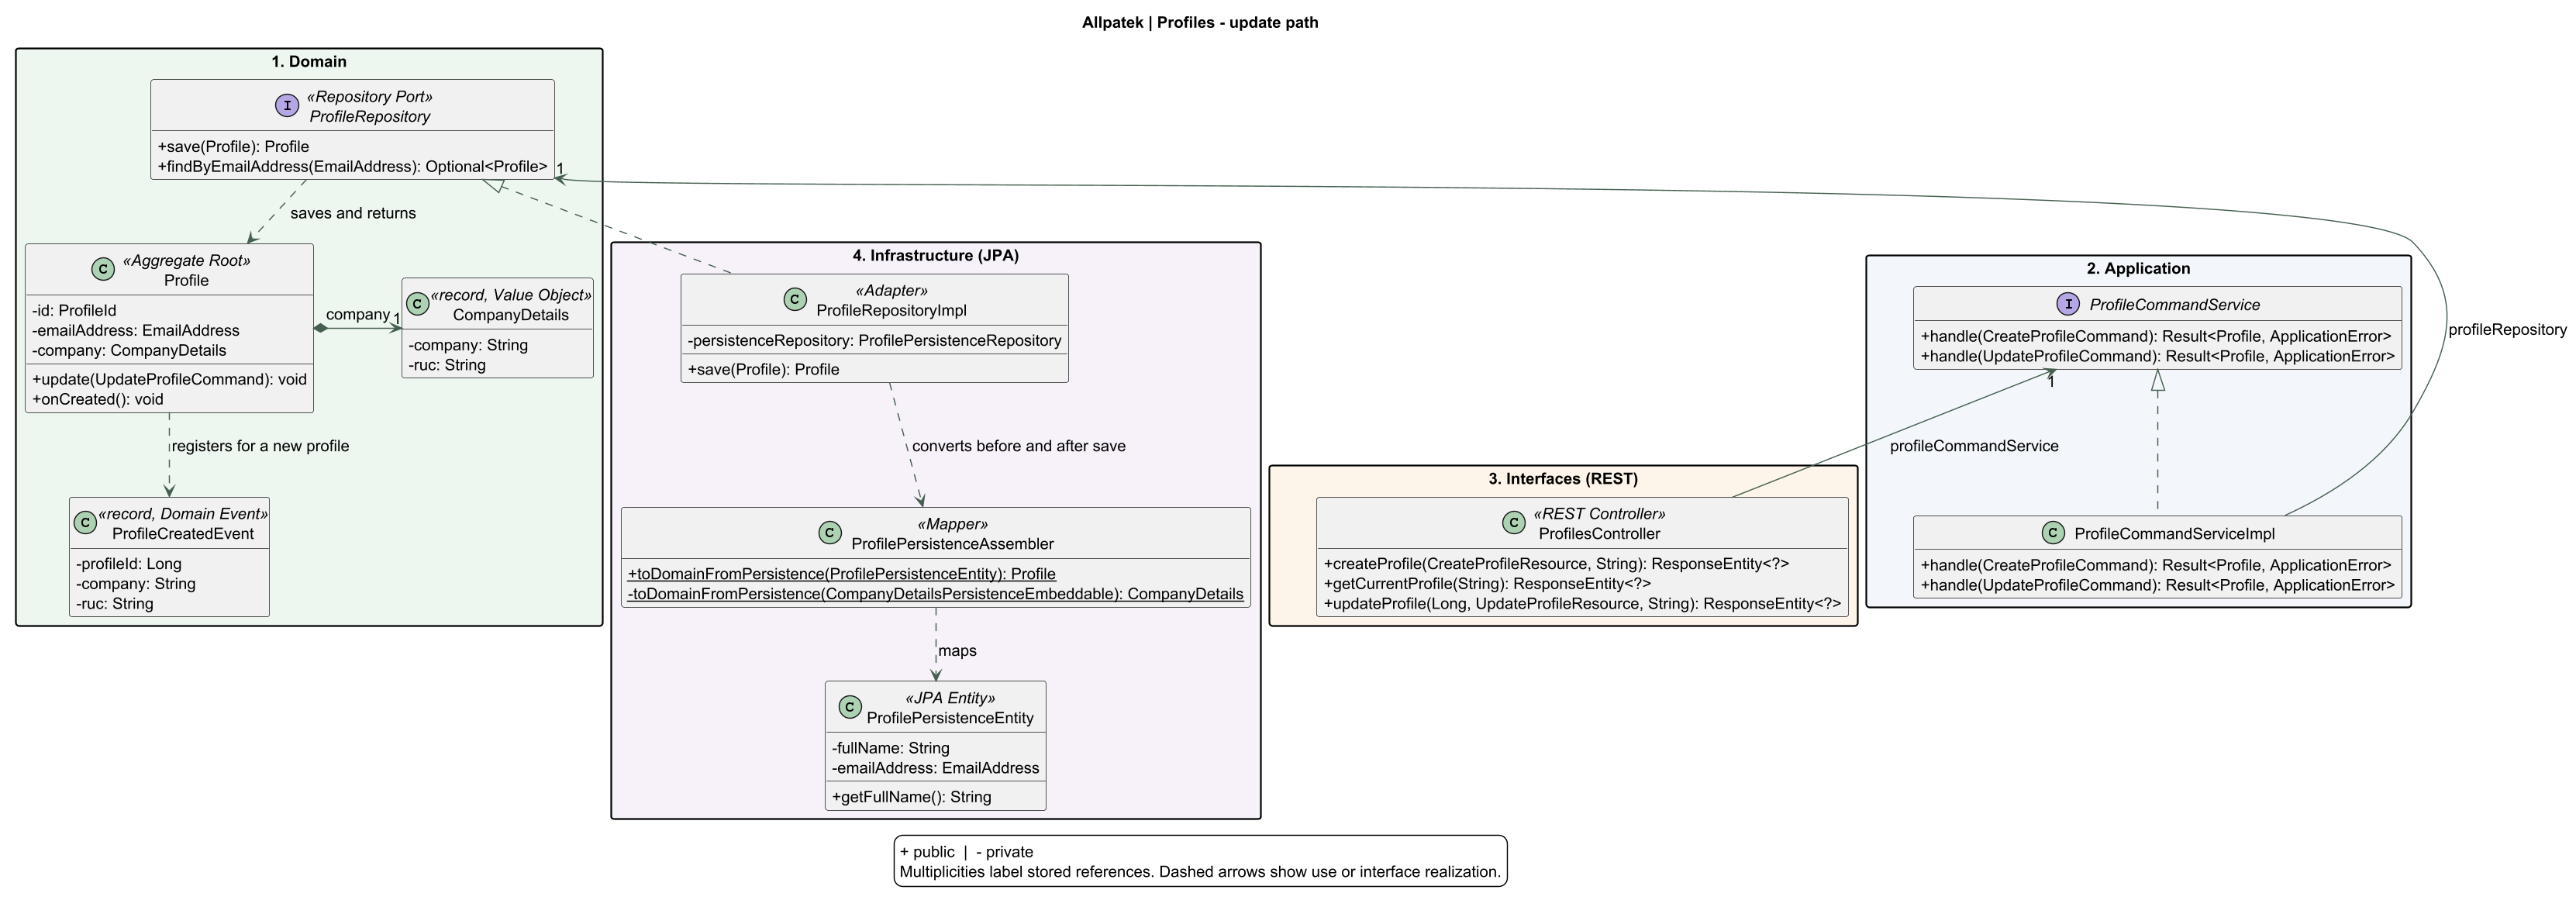 Allpatek | Profiles - update path
1. Domain
«Repository Port»
I
ProfileRepository
+save(Profile): Profile
+findByEmailAddress(EmailAddress): Optional<Profile>
1
saves and returns
«Aggregate Root»
C
Profile
-id: ProfileId
-emailAddress: EmailAddress
-company: CompanyDetails
+update(UpdateProfileCommand): void
+onCreated(): void
company
1
«record, Value Object»
C
CompanyDetails
-company: String
-ruc: String
registers for a new profile
«record, Domain Event»
C
ProfileCreatedEvent
-profileId: Long
-company: String
-ruc: String
4. Infrastructure (JPA)
«Adapter»
C
ProfileRepositoryImpl
-persistenceRepository: ProfilePersistenceRepository
+save(Profile): Profile
converts before and after save
«Mapper»
C
ProfilePersistenceAssembler
+toDomainFromPersistence(ProfilePersistenceEntity): Profile
-toDomainFromPersistence(CompanyDetailsPersistenceEmbeddable): CompanyDetails
maps
«JPA Entity»
C
ProfilePersistenceEntity
-fullName: String
-emailAddress: EmailAddress
+getFullName(): String
3. Interfaces (REST)
«REST Controller»
C
ProfilesController
+createProfile(CreateProfileResource, String): ResponseEntity<?>
+getCurrentProfile(String): ResponseEntity<?>
+updateProfile(Long, UpdateProfileResource, String): ResponseEntity<?>
profileCommandService
2. Application
I
ProfileCommandService
+handle(CreateProfileCommand): Result<Profile, ApplicationError>
+handle(UpdateProfileCommand): Result<Profile, ApplicationError>
1
C
ProfileCommandServiceImpl
+handle(CreateProfileCommand): Result<Profile, ApplicationError>
+handle(UpdateProfileCommand): Result<Profile, ApplicationError>
profileRepository
+ public | - private
Multiplicities label stored references. Dashed arrows show use or interface realization.